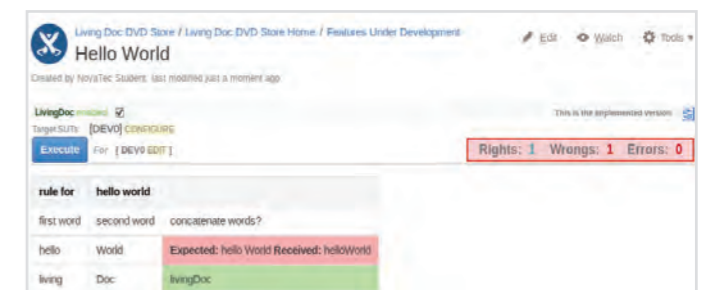 Living Doc DVD Store / Living Doc DVD Store Home / Features Under Development
Edit Watch Tools
Hello World
Created by NovaTec Student, last modified just a moment ago
LivingDoc enabled
This is the implemented version
Target SUTs: [DEVO] CONFIGURE
Execute For [ DEVO EDIT ]
Rights: 1 Wrongs: 1 Errors: 0
rule for hello world
first word second word concatenate words?
hello World Expected: hello World Received: helloWorld
living Doc livingDoc